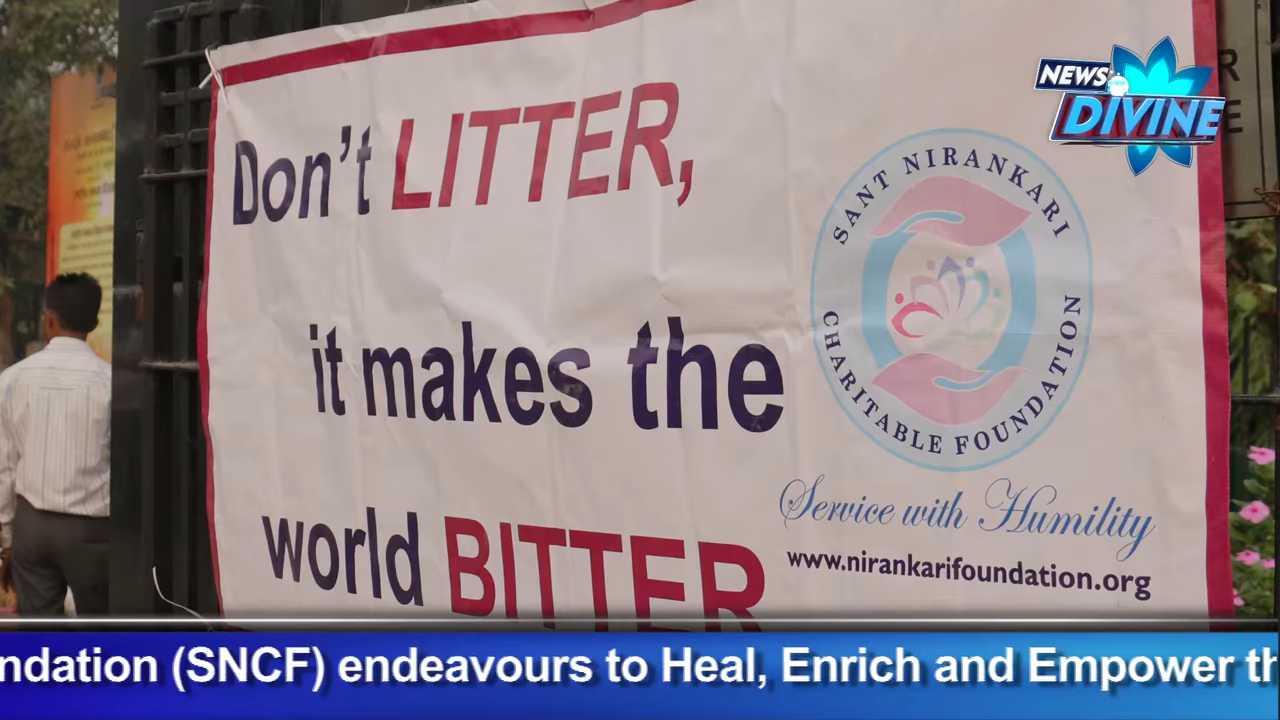 NEWS
DIVINE
Don't LITTER,
it makes the
world BITTER
SANT NIRANKARI
CHARITABLE FOUNDATION
Service with Humility
www.nirankarifoundation.org
ndation (SNCF) endeavours to Heal, Enrich and Empower th